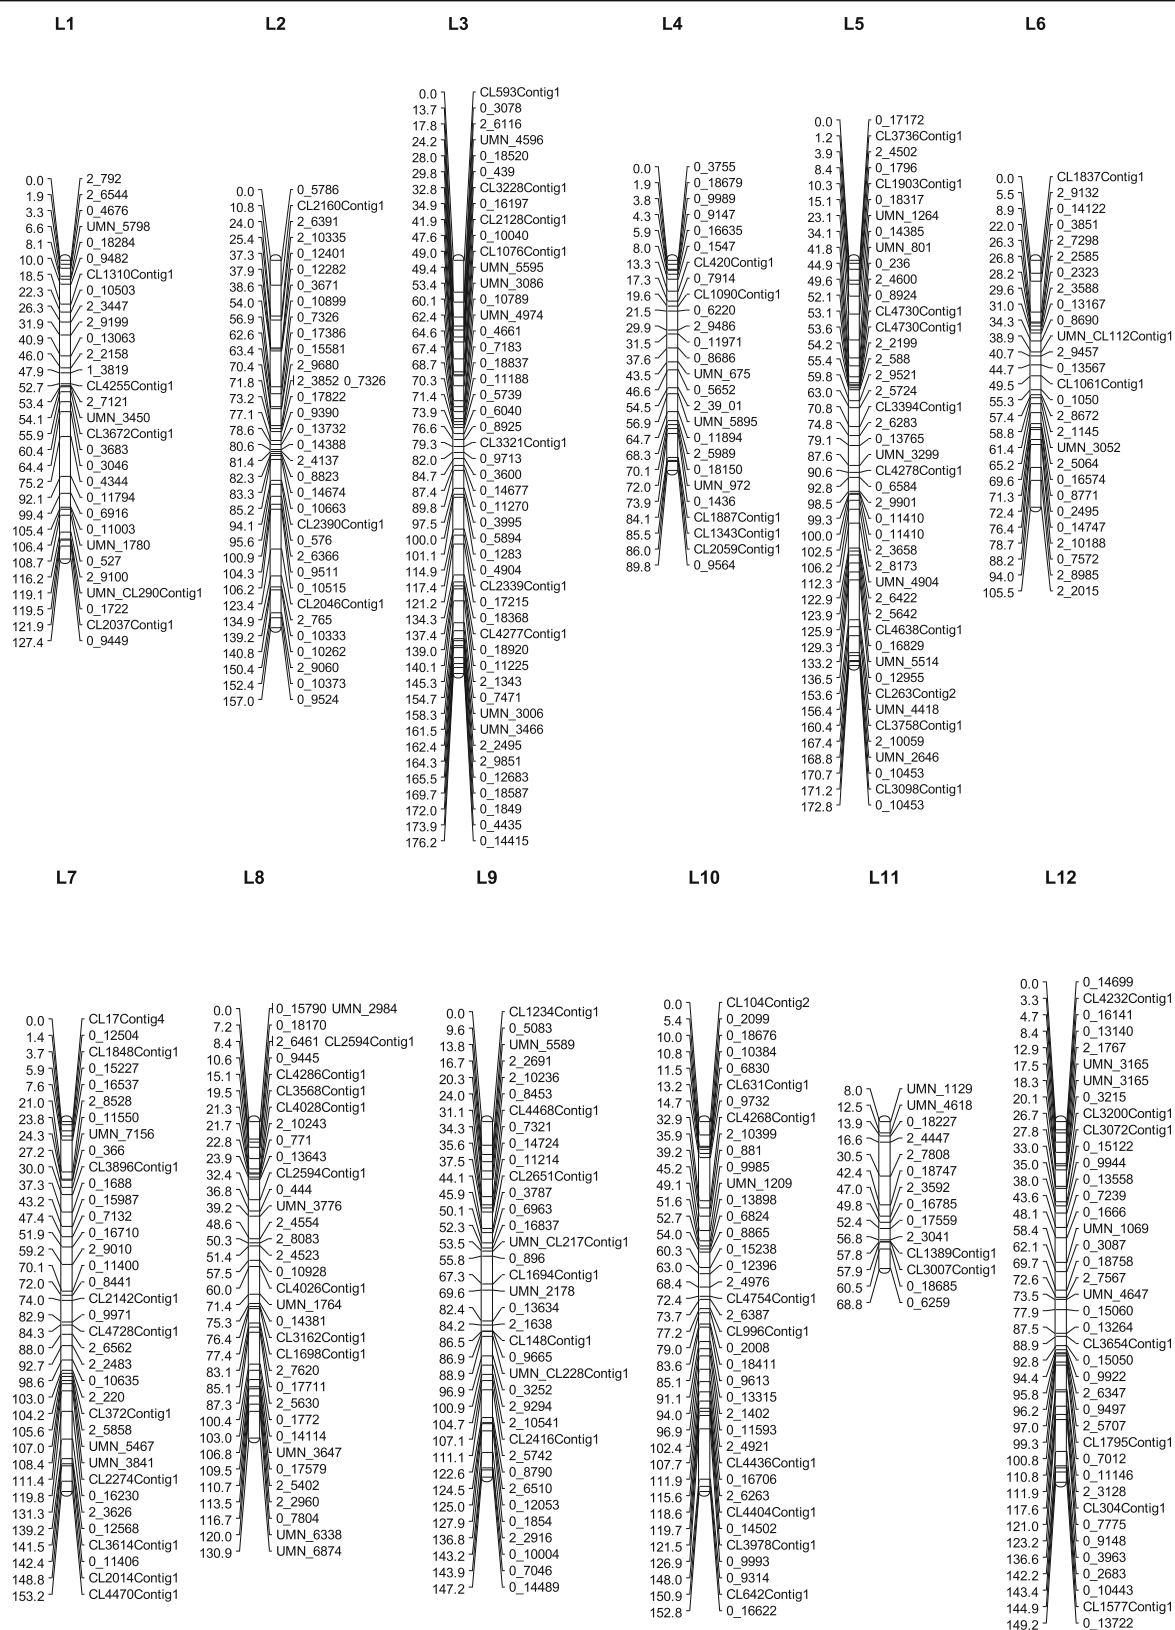 L1
0.0 2_792
1.9 2_6544
3.3 0_4676
6.6 UMN_5798
8.1 0_18284
10.0 0_9482
18.5 CL1310Contig1
22.3 0_10503
26.3 2_3447
31.9 2_9199
40.9 0_13063
46.0 2_2158
47.9 1_3819
52.7 CL4255Contig1
53.4 2_7121
54.1 UMN_3450
55.9 CL3672Contig1
60.4 0_3683
64.4 0_3046
75.2 0_4344
92.1 0_11794
99.4 0_6916
105.4 0_11003
106.4 UMN_1780
108.7 0_527
116.2 2_9100
119.1 UMN_CL290Contig1
119.5 0_1722
121.9 CL2037Contig1
127.4 0_9449
L2
0.0 0_5786
10.8 CL2160Contig1
24.0 2_6391
25.4 2_10335
37.3 0_12401
37.9 0_12282
38.6 0_3671
54.0 0_10899
56.9 0_7326
62.6 0_17386
63.4 0_15581
70.4 2_9680
71.8 2_3852 0_7326
73.2 0_17822
77.1 0_9390
78.6 0_13732
80.6 0_14388
81.4 2_4137
82.3 0_8823
83.3 0_14674
85.2 0_10663
94.1 CL2390Contig1
95.6 0_576
100.9 2_6366
104.3 0_9511
106.2 0_10515
123.4 CL2046Contig1
134.9 2_765
139.2 0_10333
140.8 0_10262
150.4 2_9060
152.4 0_10373
157.0 0_9524
L3
0.0 CL593Contig1
13.7 0_3078
17.8 2_6116
24.2 UMN_4596
28.0 0_18520
29.8 0_439
32.8 CL3228Contig1
34.9 0_16197
41.9 CL2128Contig1
47.6 0_10040
49.0 CL1076Contig1
49.4 UMN_5595
53.4 UMN_3086
60.1 0_10789
62.4 UMN_4974
64.6 0_4661
67.4 0_7183
68.7 0_18837
70.3 0_11188
71.4 0_5739
73.9 0_6040
76.6 0_8925
79.3 CL3321Contig1
82.0 0_9713
84.7 0_3600
87.4 0_14677
89.8 0_11270
97.5 0_3995
100.0 0_5894
101.1 0_1283
114.9 0_4904
117.4 CL2339Contig1
121.2 0_17215
134.3 0_18368
137.4 CL4277Contig1
139.0 0_18920
140.1 0_11225
145.3 2_1343
154.7 0_7471
158.3 UMN_3006
161.5 UMN_3466
162.4 2_2495
164.3 2_9851
165.5 0_12683
169.7 0_18587
172.0 0_1849
173.9 0_4435
176.2 0_14415
L4
0.0 0_3755
1.9 0_18679
3.8 0_9989
4.3 0_9147
5.9 0_16635
8.0 0_1547
13.3 CL420Contig1
17.3 0_7914
19.6 CL1090Contig1
21.5 0_6220
29.9 2_9486
31.5 0_11971
37.6 0_8686
43.5 UMN_675
46.6 0_5652
54.5 2_39_01
56.9 UMN_5895
64.7 0_11894
68.3 2_5989
70.1 0_18150
72.0 UMN_972
73.9 0_1436
84.1 CL1887Contig1
85.5 CL1343Contig1
86.0 CL2059Contig1
89.8 0_9564
L5
0.0 0_17172
1.2 CL3736Contig1
3.9 2_4502
8.4 0_1796
10.3 CL1903Contig1
15.1 0_18317
23.1 UMN_1264
34.1 0_14385
41.8 UMN_801
44.9 0_236
49.6 2_4600
52.1 0_8924
53.1 CL4730Contig1
53.6 CL4730Contig1
54.2 2_2199
55.4 2_588
59.8 2_9521
63.0 2_5724
70.8 CL3394Contig1
74.8 2_6283
79.1 0_13765
87.6 UMN_3299
90.6 CL4278Contig1
92.8 0_6584
98.5 2_9901
99.3 0_11410
100.0 0_11410
102.5 2_3658
106.2 2_8173
112.3 UMN_4904
122.9 2_6422
123.9 2_5642
125.9 CL4638Contig1
129.3 0_16829
133.2 UMN_5514
136.5 0_12955
153.6 CL263Contig2
156.4 UMN_4418
160.4 CL3758Contig1
167.4 2_10059
168.8 UMN_2646
170.7 0_10453
171.2 CL3098Contig1
172.8 0_10453
L6
0.0 CL1837Contig1
5.5 2_9132
8.9 0_14122
22.0 0_3851
26.3 2_7298
26.8 2_2585
28.2 0_2323
29.6 2_3588
31.0 0_13167
34.3 0_8690
38.9 UMN_CL112Contig1
40.7 2_9457
44.7 0_13567
49.5 CL1061Contig1
55.3 0_1050
57.4 2_8672
58.8 2_1145
61.4 UMN_3052
65.2 2_5064
69.6 0_16574
71.3 0_8771
72.4 0_2495
76.4 0_14747
78.7 2_10188
88.2 0_7572
94.0 2_8985
105.5 2_2015
L7
0.0 CL17Contig4
1.4 0_12504
3.7 CL1848Contig1
5.9 0_15227
7.6 0_16537
21.0 2_8528
23.8 0_11550
24.3 UMN_7156
27.2 0_366
30.0 CL3896Contig1
37.3 0_1688
43.2 0_15987
47.4 0_7132
51.9 0_16710
59.2 2_9010
70.1 0_11400
72.0 0_8441
74.0 CL2142Contig1
82.9 0_9971
84.3 CL4728Contig1
88.0 2_6562
92.7 2_2483
98.6 0_10635
103.0 2_220
104.2 CL372Contig1
105.6 2_5858
107.0 UMN_5467
108.4 UMN_3841
111.4 CL2274Contig1
119.8 0_16230
131.3 2_3626
139.2 0_12568
141.5 CL3614Contig1
142.4 0_11406
148.8 CL2014Contig1
153.2 CL4470Contig1
L8
0.0 0_15790 UMN_2984
7.2 0_18170
8.4 2_6461 CL2594Contig1
10.6 0_9445
15.1 CL4286Contig1
19.5 CL3568Contig1
21.3 CL4028Contig1
21.7 2_10243
22.8 0_771
23.9 0_13643
32.4 CL2594Contig1
36.8 0_444
39.2 UMN_3776
48.6 2_4554
50.3 2_8083
51.4 2_4523
57.5 0_10928
60.0 CL4026Contig1
71.4 UMN_1764
75.3 0_14381
76.4 CL3162Contig1
77.4 CL1698Contig1
83.1 2_7620
85.1 0_17711
87.3 2_5630
100.4 0_1772
103.0 0_14114
106.8 UMN_3647
109.5 0_17579
110.7 2_5402
113.5 2_2960
116.7 0_7804
120.0 UMN_6338
130.9 UMN_6874
L9
0.0 CL1234Contig1
9.6 0_5083
13.8 UMN_5589
16.7 2_2691
20.3 2_10236
24.0 0_8453
31.1 CL4468Contig1
34.3 0_7321
35.6 0_14724
37.5 0_11214
44.1 CL2651Contig1
45.9 0_3787
50.1 0_6963
52.3 0_16837
53.5 UMN_CL217Contig1
55.8 0_896
67.3 CL1694Contig1
69.6 UMN_2178
82.4 0_13634
84.2 2_1638
86.5 CL148Contig1
86.9 0_9665
88.9 UMN_CL228Contig1
96.9 0_3252
100.9 2_9294
104.7 2_10541
107.1 CL2416Contig1
111.1 2_5742
122.6 0_8790
124.5 2_6510
125.0 0_12053
127.9 0_1854
136.8 2_2916
143.2 0_10004
143.9 0_7046
147.2 0_14489
L10
0.0 CL104Contig2
5.4 0_2099
10.0 0_18676
10.8 0_10384
11.5 0_6830
13.2 CL631Contig1
14.7 0_9732
32.9 CL4268Contig1
35.9 2_10399
39.2 0_881
45.2 0_9985
49.1 UMN_1209
51.6 0_13898
52.7 0_6824
54.0 0_8865
60.3 0_15238
63.0 0_12396
68.4 2_4976
72.4 CL4754Contig1
73.7 2_6387
77.2 CL996Contig1
79.0 0_2008
83.6 0_18411
85.1 0_9613
91.1 0_13315
94.0 2_1402
96.9 0_11593
102.4 2_4921
107.7 CL4436Contig1
111.9 0_16706
115.6 2_6263
118.6 CL4404Contig1
119.7 0_14502
121.5 CL3978Contig1
126.9 0_9993
148.0 0_9314
150.9 CL642Contig1
152.8 0_16622
L11
8.0 UMN_1129
12.5 UMN_4618
13.9 0_18227
16.6 2_4447
30.5 2_7808
42.4 0_18747
47.0 2_3592
49.8 0_16785
52.4 0_17559
56.8 2_3041
57.8 CL1389Contig1
57.9 CL3007Contig1
60.5 0_18685
68.8 0_6259
L12
0.0 0_14699
3.3 CL4232Contig1
4.7 0_16141
8.4 0_13140
12.9 2_1767
17.5 UMN_3165
18.3 UMN_3165
20.1 0_3215
26.7 CL3200Contig1
27.8 CL3072Contig1
33.0 0_15122
35.0 0_9944
38.0 0_13558
43.6 0_7239
48.1 0_1666
58.4 UMN_1069
62.1 0_3087
69.7 0_18758
72.6 2_7567
73.5 UMN_4647
77.9 0_15060
87.5 0_13264
88.9 CL3654Contig1
92.8 0_15050
94.4 0_9922
95.8 2_6347
96.2 0_9497
97.0 2_5707
99.3 CL1795Contig1
100.8 0_7012
110.8 0_11146
111.9 2_3128
117.6 CL304Contig1
121.0 0_7775
123.2 0_9148
136.6 0_3963
142.2 0_2683
143.4 0_10443
144.9 CL1577Contig1
149.2 0_13722